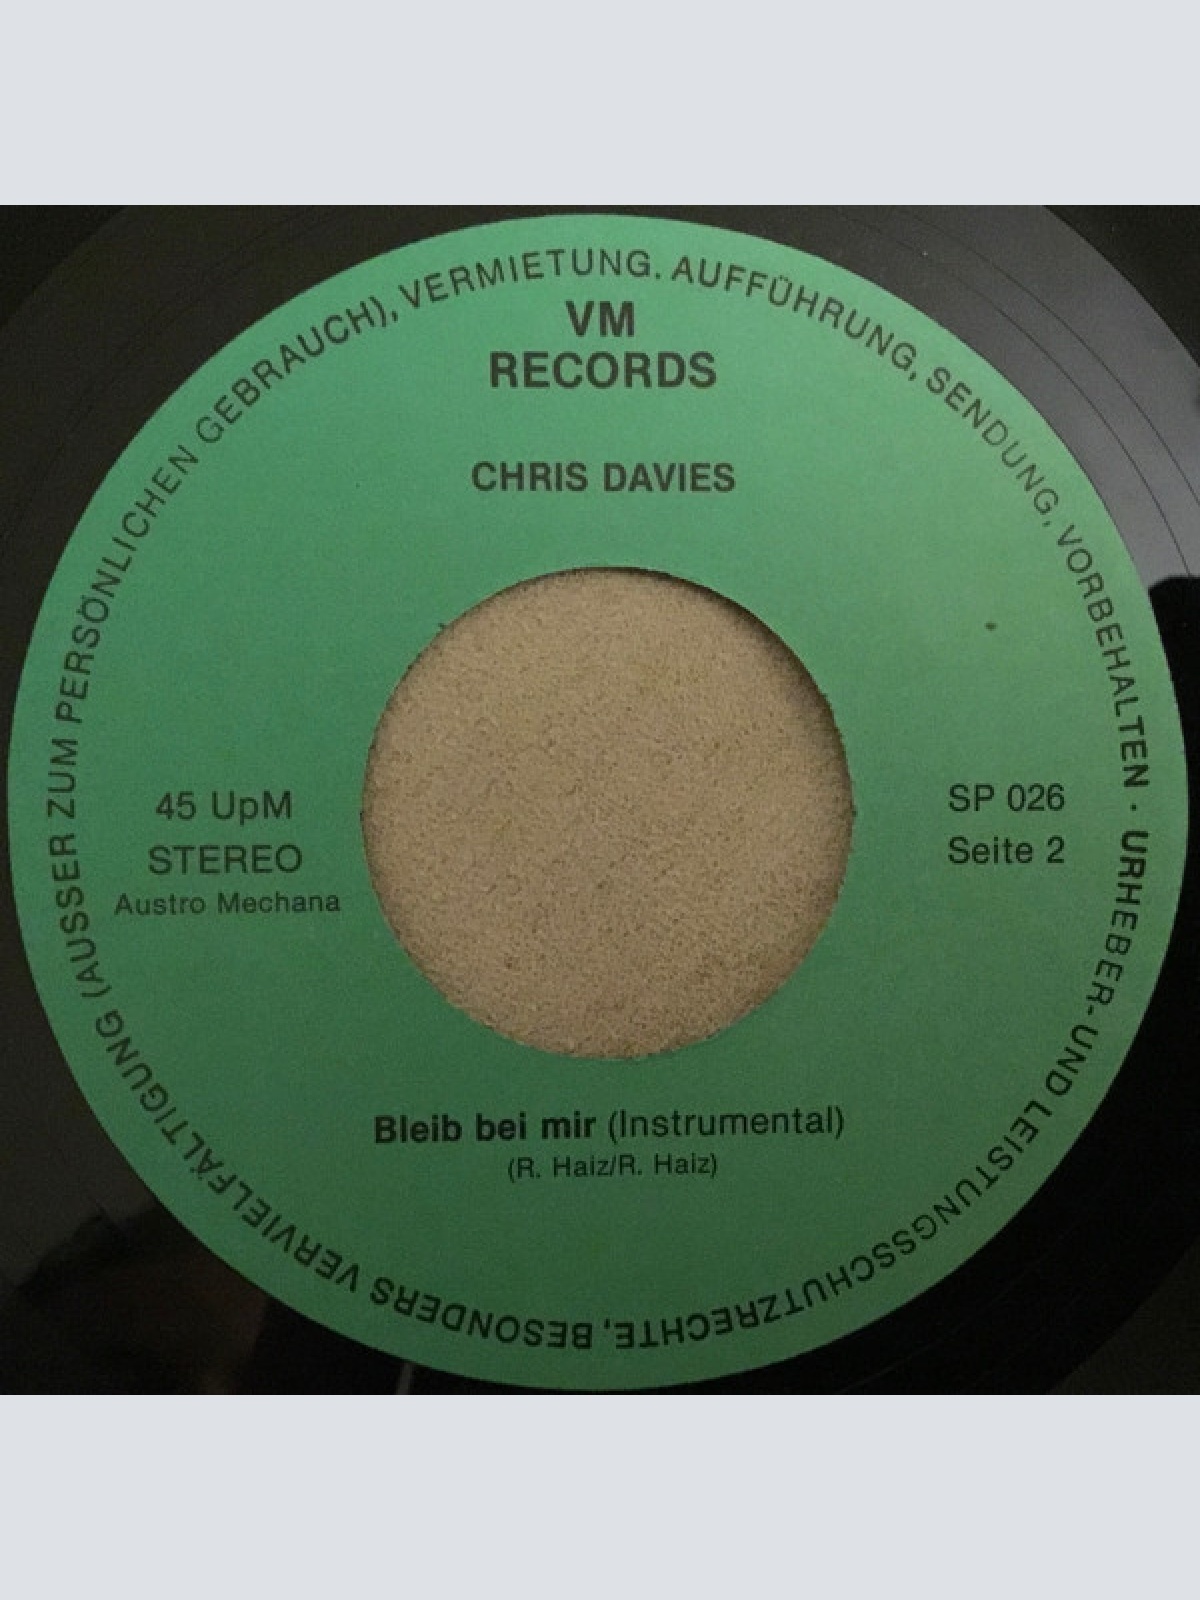 VM
RECORDS
CHRIS DAVIES
45 UpM
STEREO
Austro Mechana
SP 026
Seite 2
Bleib bei mir (Instrumental)
(R. Haiz/R. Haiz)
URHEBER- UND LEISTUNGSSCHUTZRECHTE, BESONDERS VERVIELFÄLTIGUNG (AUSSER ZUM PERSÖNLICHEN GEBRAUCH), VERMIETUNG. AUFFÜHRUNG, SENDUNG, VORBEHALTEN ·